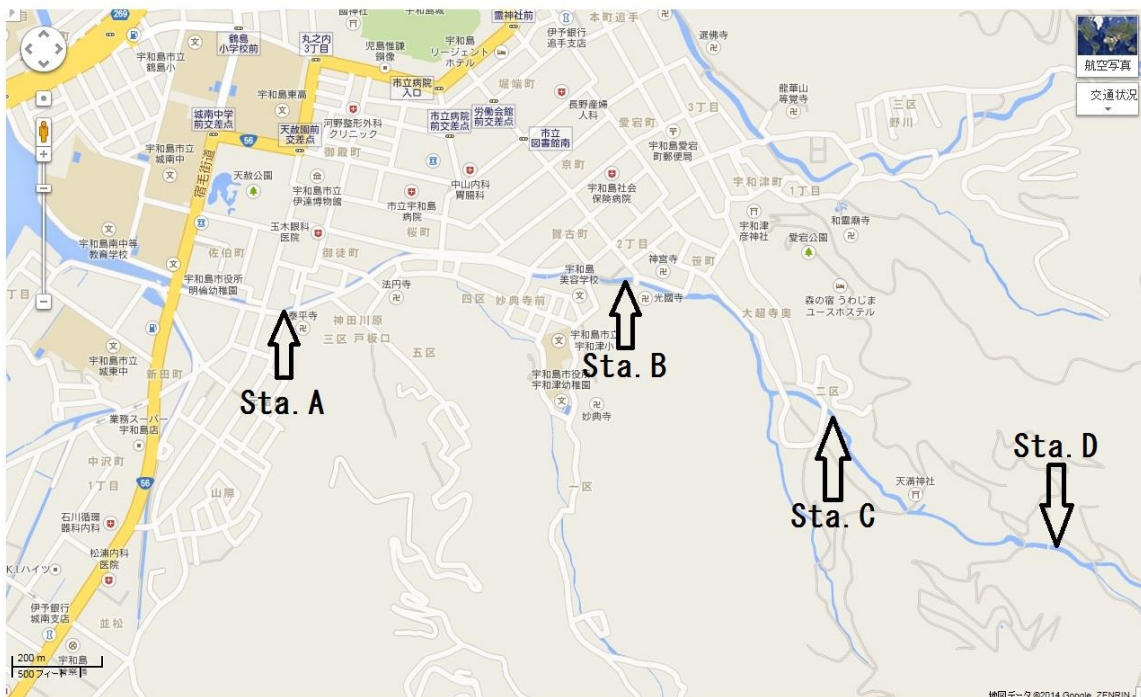 269
国神社
宇和島城
霊神社前
本町追手
選佛寺
航空写真
交通状況
宇和島市立
鶴島小
鶴島
小学校前
丸之内
3丁目
児島惟謙
銅像
宇和島
リージェント
ホテル
伊予銀行
追手支店
堀端町
市立病院
入口
宇和島東高
城南中学
前交差点
56
天赦園前
交差点
河野整形外科
クリニック
市立病院
前交差点
労働会館
前交差点
長野産婦
人科
市立
図書館南
愛宕町
3丁目
龍華山
等覚寺
三区
野川
宇和島市立
城南中
宿毛街道
御殿町
京町
宇和島愛宕
町郵便局
天赦公園
宇和島市立
伊達博物館
中山内科
胃腸科
市立宇和島
病院
宇和島社会
保険病院
宇和津町
1丁目
宇和島南中等
教育学校
玉木眼科
医院
桜町
賀古町
2丁目
宇和津
彦神社
和霊廟寺
愛宕公園
佐伯町
御徒町
神宮寺
笹町
宇和島市役所
明倫幼稚園
法円寺
宇和島
美容学校
光國寺
森の宿 うわじま
ユースホステル
丁目
泰平寺
神田川原
四区
妙典寺前
大超寺奥
三区
戸板口
五区
宇和島市立
宇和津小
宇和島市立
城東中
新田町
Sta.A
Sta.B
宇和島市役所
宇和津幼稚園
妙典寺
二区
業務スーパー
宇和島店
中沢町
1丁目
56
山際
一区
Sta.C
Sta.D
天満神社
石川循環
器科内科
松浦内科
医院
K.Iハイツ
伊予銀行
城南支店
並松
200 m
500 フィート
宇和島
地図データ ©2014 Google, ZENRIN